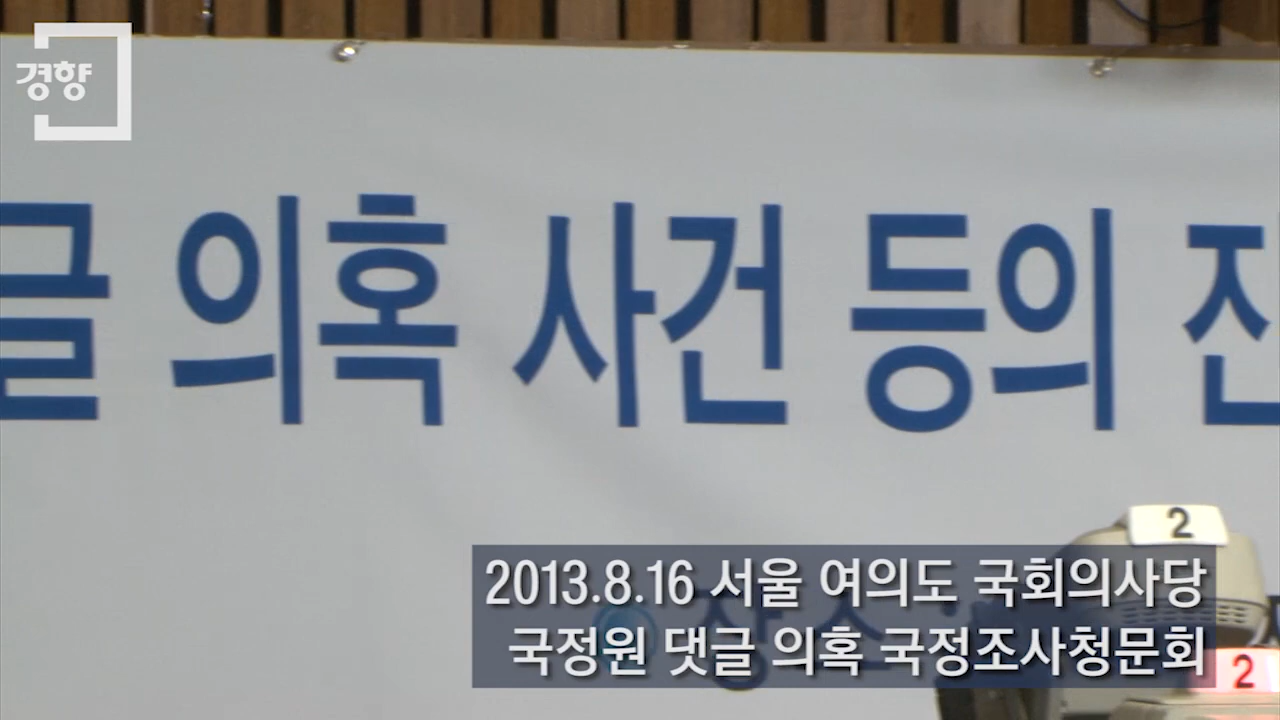 경향
글 의혹 사건 등의 진
2
2013.8.16 서울 여의도 국회의사당
국정원 댓글 의혹 국정조사청문회
2